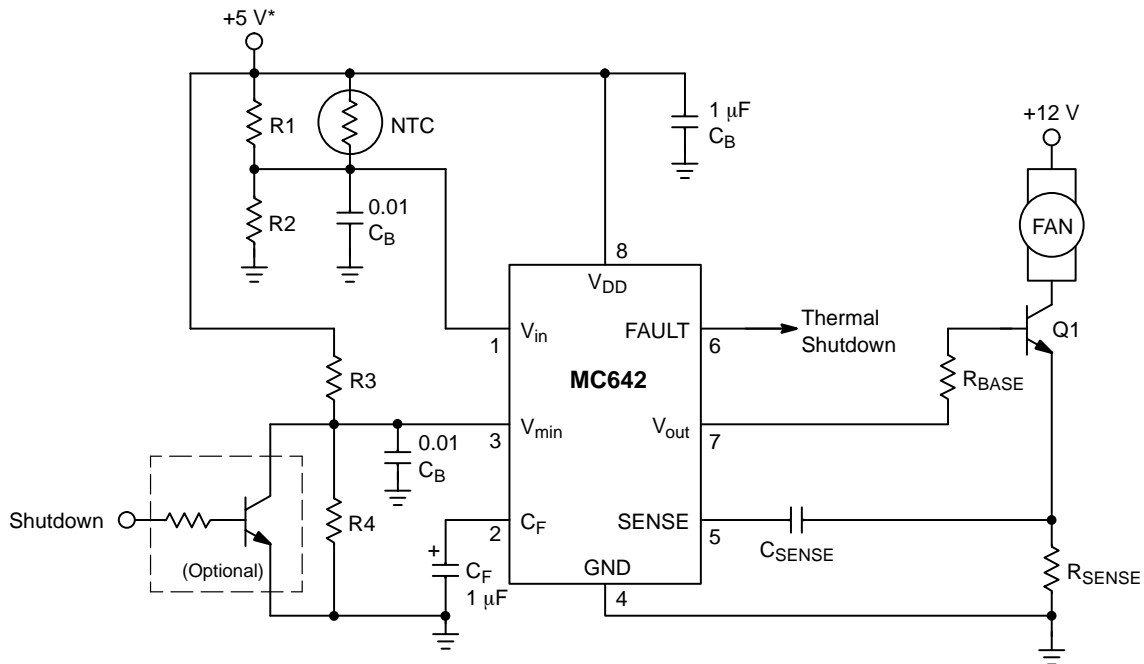 +5 V*
R1
NTC
1 μF
C_B
+12 V
R2
0.01
C_B
FAN
8
V_DD
V_in
FAULT
Thermal
Shutdown
Q1
1
6
R3
MC642
R_BASE
V_min
V_out
3
7
0.01
C_B
Shutdown
R4
C_F
SENSE
2
5
(Optional)
+
C_F
1 μF
GND
C_SENSE
R_SENSE
4